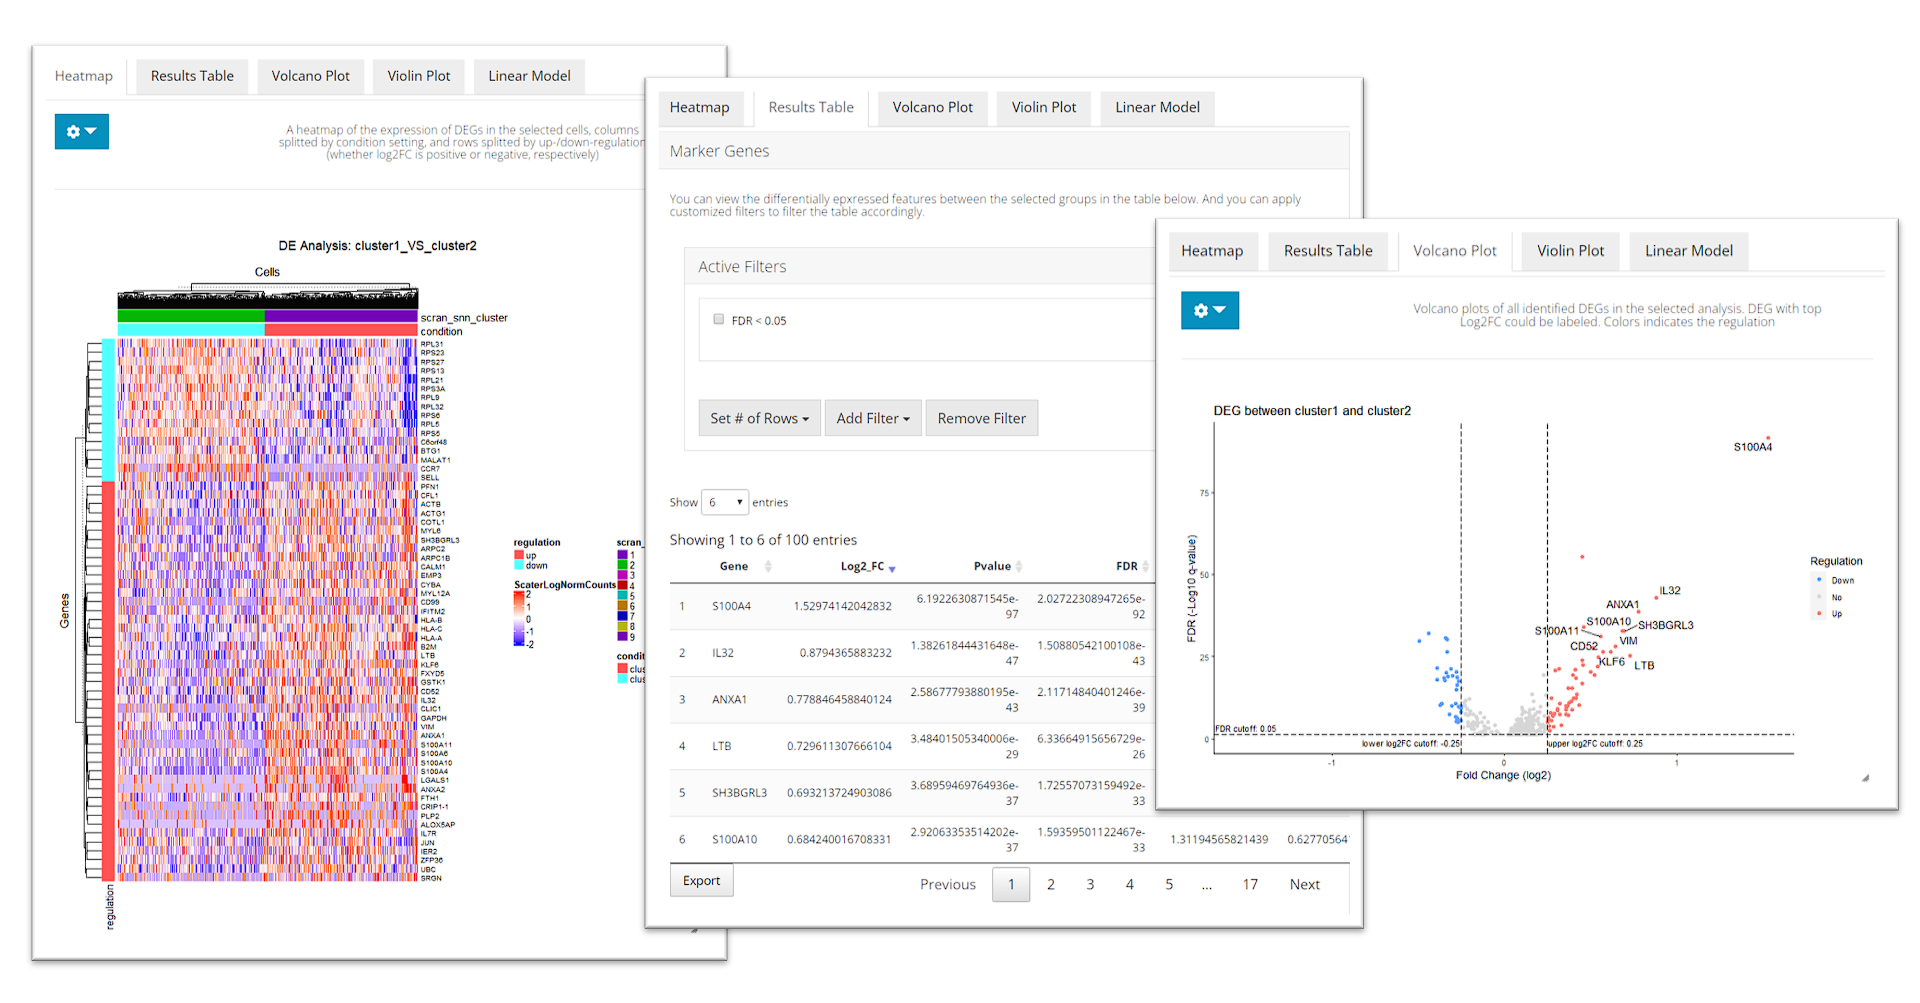 Heatmap
Results Table
Volcano Plot
Violin Plot
Linear Model
A heatmap of the expression of DEGs in the selected cells, columns
splitted by condition setting, and rows splitted by up-/down-regulation
(whether log2FC is positive or negative, respectively)
DE Analysis: cluster1_VS_cluster2
Cells
scran_snn_cluster
condition
RPL31
RPS23
RPS27
RPS13
RPL21
RPS3A
RPL9
RPL32
RPS6
RPL5
RPS5
C6orf48
BTG1
MALAT1
CCR7
SELL
PFN1
CFL1
ACTB
ACTG1
COTL1
MYL6
SH3BGRL3
ARPC2
ARPC1B
CALM1
EMP3
CYBA
MYL12A
CD99
IFITM2
HLA-B
HLA-C
HLA-A
B2M
LTB
KLF6
FXYD5
GSTK1
CD52
IL32
CLIC1
GAPDH
VIM
ANXA1
S100A11
S100A6
S100A10
S100A4
LGALS1
ANXA2
FTH1
CRIP1-1
PLP2
ALOX5AP
IL7R
JUN
IER2
ZFP36
UBC
SRGN
Genes
regulation
regulation
up
down
ScaterLogNormCounts
2
1
0
-1
-2
scran_
1
2
3
4
5
6
7
8
9
condit
clus
clus
Heatmap
Results Table
Volcano Plot
Violin Plot
Linear Model
Marker Genes
You can view the differentially epxressed features between the selected groups in the table below. And you can apply
customized filters to filter the table accordingly.
Active Filters
FDR < 0.05
Set # of Rows
Add Filter
Remove Filter
Show 6 entries
Showing 1 to 6 of 100 entries
Gene Log2_FC Pvalue FDR
1 S100A4 1.52974142042832 6.1922630871545e-97 2.02722308947265e-92
2 IL32 0.8794365883232 1.38261844431648e-47 1.50880542100108e-43
3 ANXA1 0.778846458840124 2.58677793880195e-43 2.11714840401246e-39
4 LTB 0.729611307666104 3.48401505340006e-29 6.33664915656729e-26
5 SH3BGRL3 0.693213724903086 3.68959469764936e-37 1.72557073159492e-33
6 S100A10 0.684240016708331 2.92063353514202e-37 1.59359501122467e-33 1.31194565821439 0.62770564
Export
Previous 1 2 3 4 5 ... 17 Next
Heatmap
Results Table
Volcano Plot
Violin Plot
Linear Model
Volcano plots of all identified DEGs in the selected analysis. DEG with top
Log2FC could be labeled. Colors indicates the regulation
DEG between cluster1 and cluster2
S100A4
IL32
ANXA1
S100A10
SH3BGRL3
S100A11
VIM
CD52
KLF6
LTB
75
50
25
0
FDR (-Log10 q-value)
FDR cutoff: 0.05
lower log2FC cutoff: -0.25
upper log2FC cutoff: 0.25
-1
0
1
Fold Change (log2)
Regulation
Down
No
Up